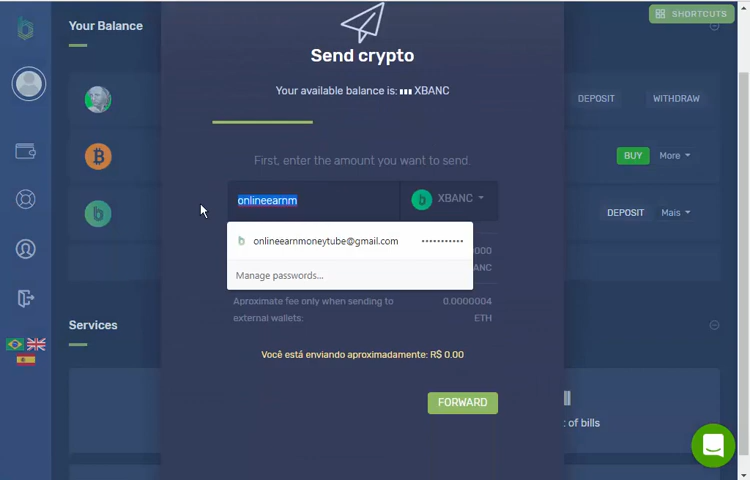 Your Balance
SHORTCUTS
Send crypto
Your available balance is: XBANC
DEPOSIT WITHDRAW
First, enter the amount you want to send.
BUY More
onlineearnm XBANC
DEPOSIT Mais
onlineearnmoneytube@gmail.com ••••••••••• 
Manage passwords...
Aproximate fee only when sending to 0.0000004
external wallets: ETH
Services
Você está enviando aproximadamente: R$ 0.00
FORWARD
t of bills